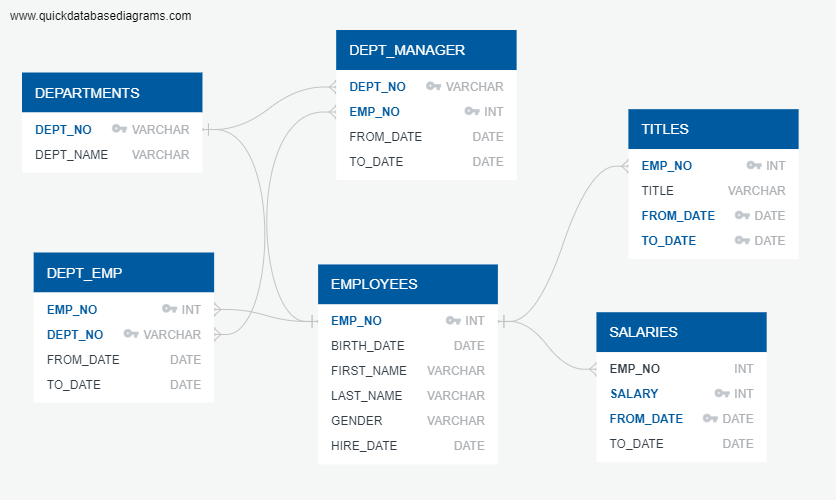 www.quickdatabasediagrams.com
DEPARTMENTS
DEPT_NO VARCHAR
DEPT_NAME VARCHAR
DEPT_MANAGER
DEPT_NO VARCHAR
EMP_NO INT
FROM_DATE DATE
TO_DATE DATE
TITLES
EMP_NO INT
TITLE VARCHAR
FROM_DATE DATE
TO_DATE DATE
DEPT_EMP
EMP_NO INT
DEPT_NO VARCHAR
FROM_DATE DATE
TO_DATE DATE
EMPLOYEES
EMP_NO INT
BIRTH_DATE DATE
FIRST_NAME VARCHAR
LAST_NAME VARCHAR
GENDER VARCHAR
HIRE_DATE DATE
SALARIES
EMP_NO INT
SALARY INT
FROM_DATE DATE
TO_DATE DATE